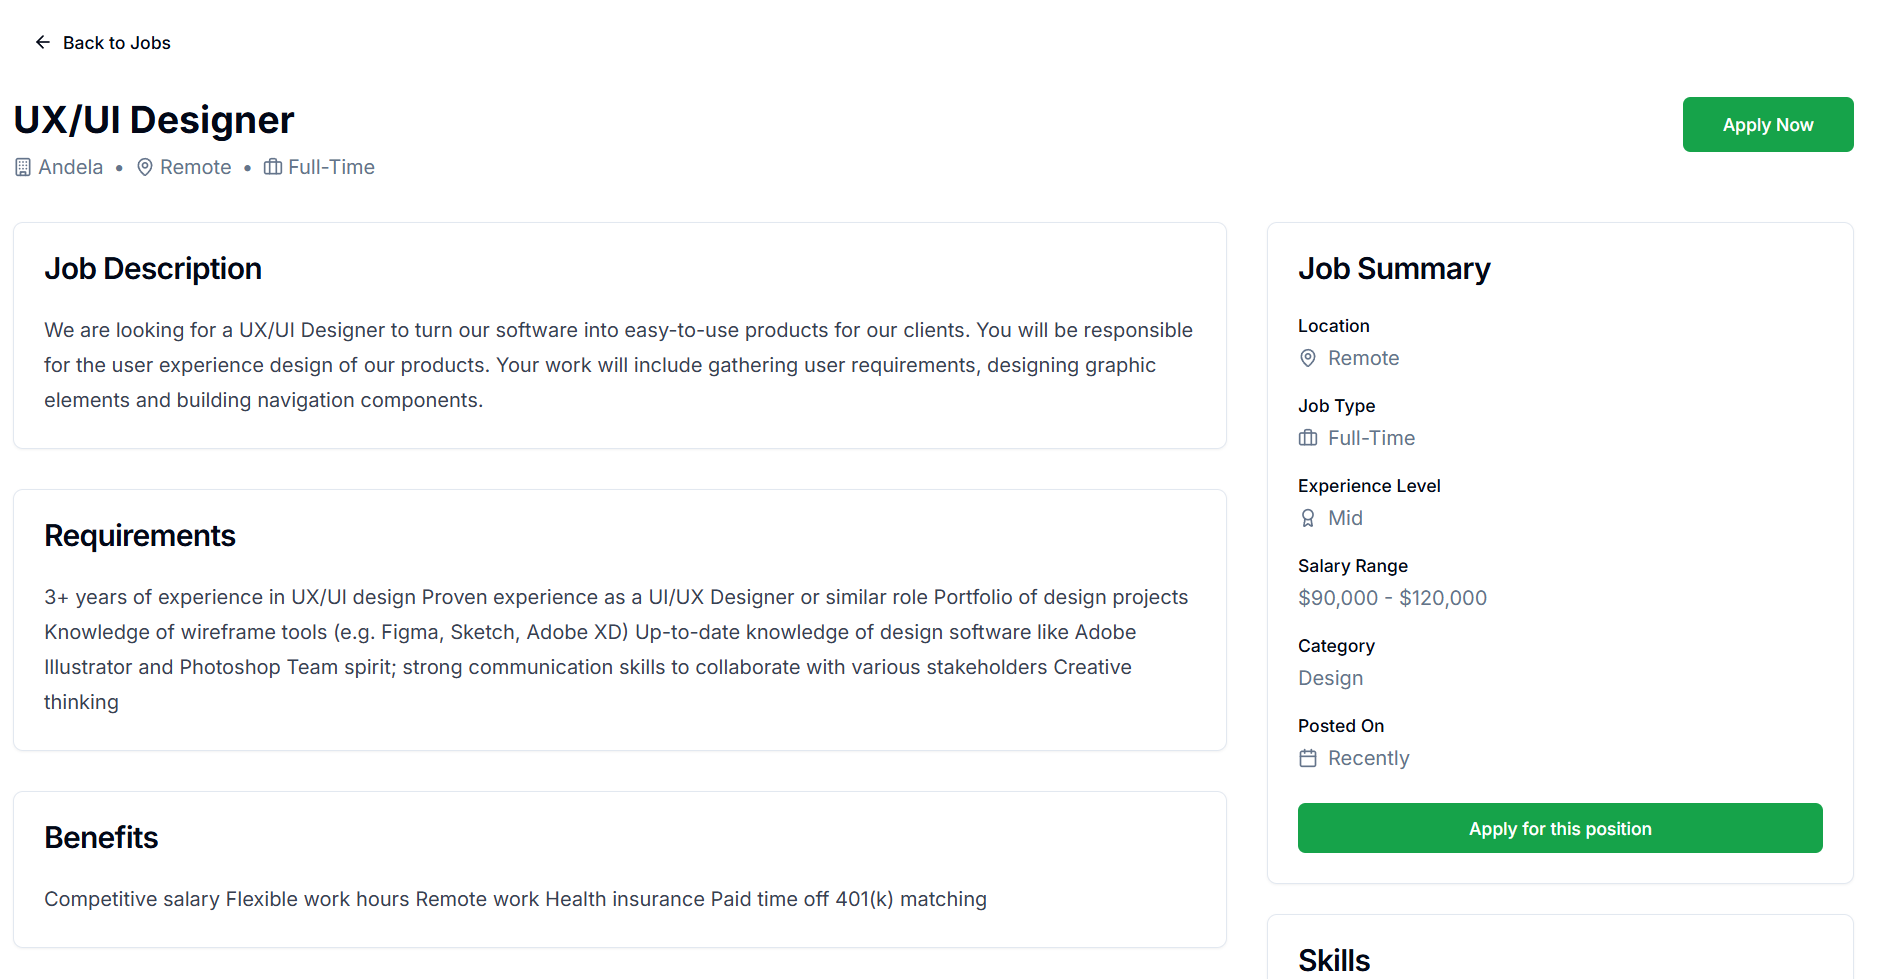 Back to Jobs
UX/UI Designer
Apply Now
Andela • Remote • Full-Time
Job Description
We are looking for a UX/UI Designer to turn our software into easy-to-use products for our clients. You will be responsible
for the user experience design of our products. Your work will include gathering user requirements, designing graphic
elements and building navigation components.
Requirements
3+ years of experience in UX/UI design Proven experience as a UI/UX Designer or similar role Portfolio of design projects
Knowledge of wireframe tools (e.g. Figma, Sketch, Adobe XD) Up-to-date knowledge of design software like Adobe
Illustrator and Photoshop Team spirit; strong communication skills to collaborate with various stakeholders Creative
thinking
Benefits
Competitive salary Flexible work hours Remote work Health insurance Paid time off 401(k) matching
Job Summary
Location
Remote
Job Type
Full-Time
Experience Level
Mid
Salary Range
$90,000 - $120,000
Category
Design
Posted On
Recently
Apply for this position
Skills